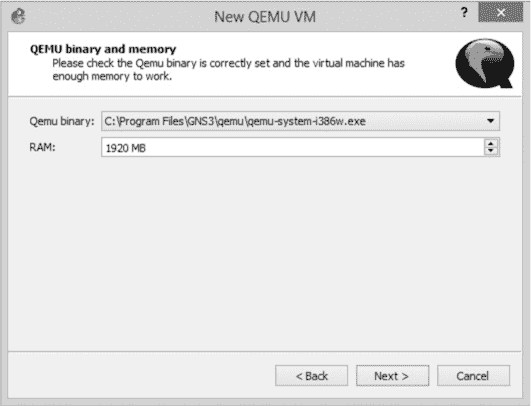 New QEMU VM
?
x
QEMU binary and memory
Please check the Qemu binary is correctly set and the virtual machine has
enough memory to work.
Qemu binary: C:\Program Files\GNS3\qemu\qemu-system-i386w.exe
RAM: 1920 MB
< Back Next > Cancel